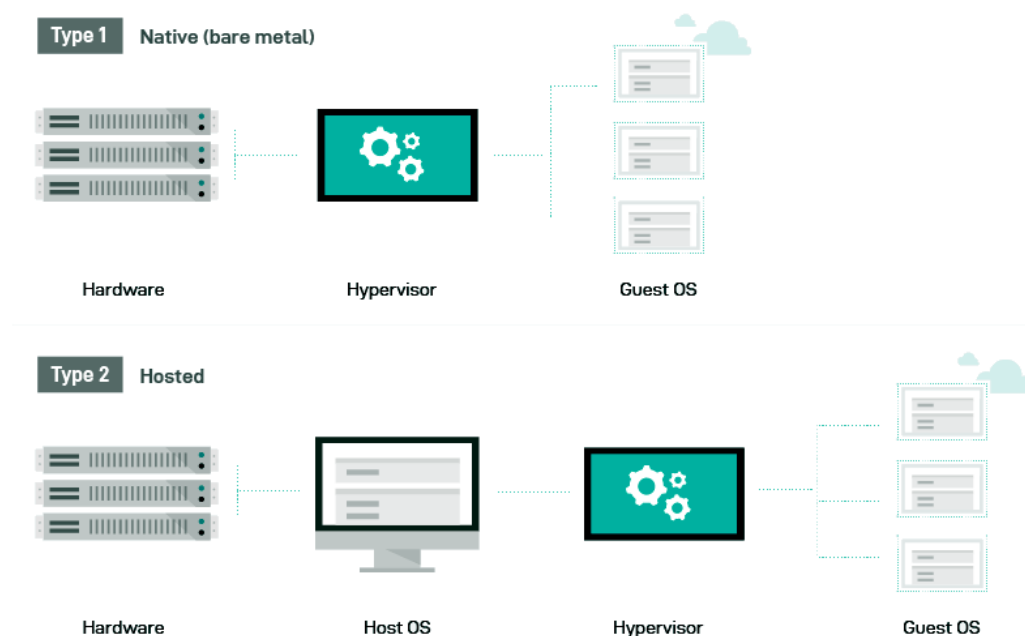 Type 1 Native (bare metal)
Hardware Hypervisor Guest OS
Type 2 Hosted
Hardware Host OS Hypervisor Guest OS